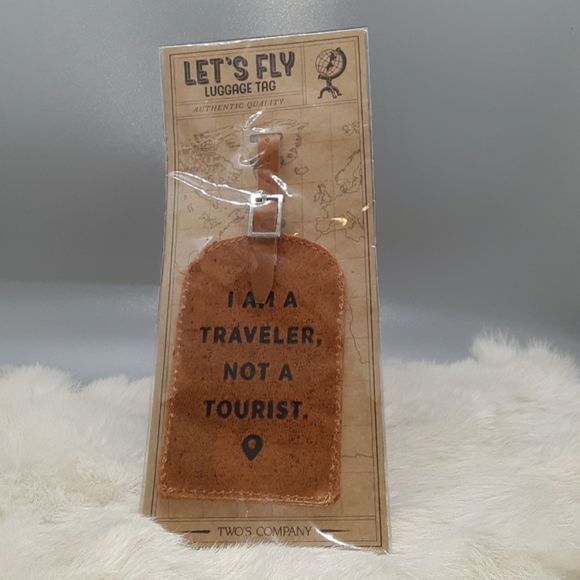 LET'S FLY
LUGGAGE TAG
AUTHENTIC QUALITY
I AM A
TRAVELER,
NOT A
TOURIST.
TWO'S COMPANY